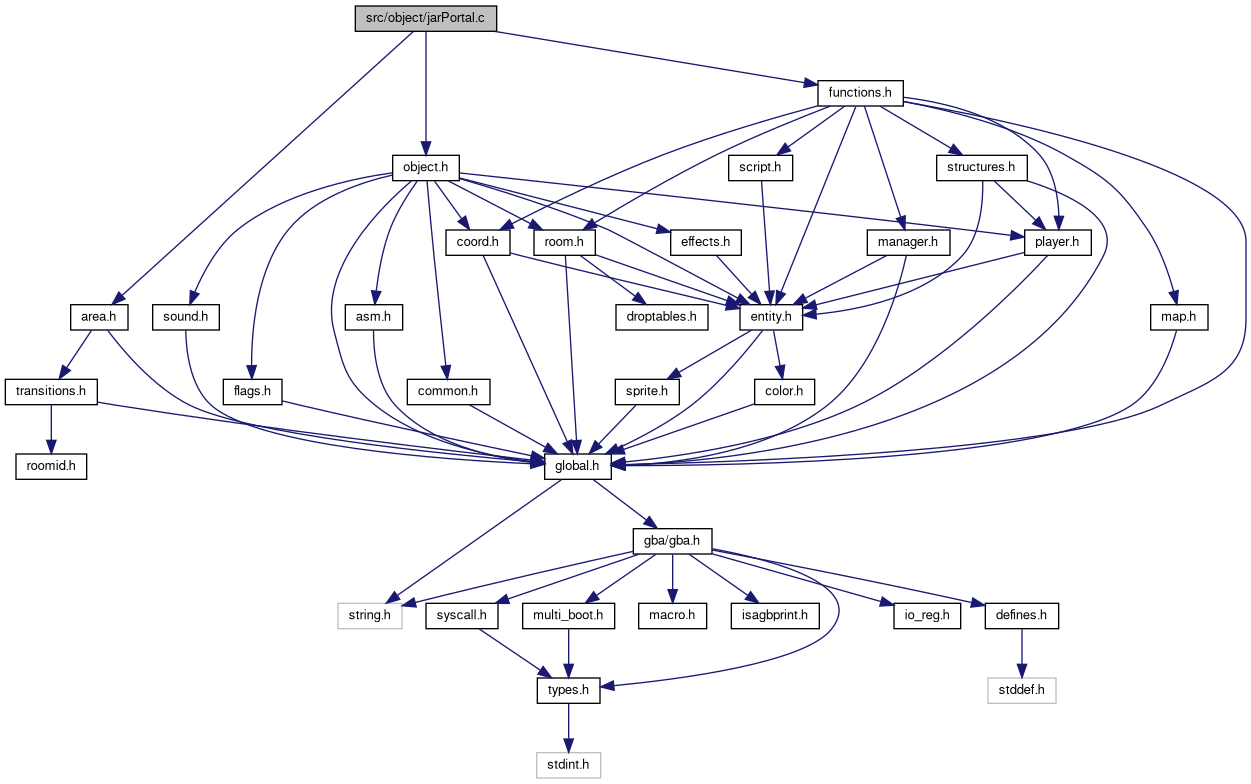 src/object/jarPortal.c
functions.h
object.h
script.h
structures.h
coord.h
room.h
effects.h
manager.h
player.h
area.h
sound.h
asm.h
droptables.h
entity.h
map.h
transitions.h
flags.h
common.h
sprite.h
color.h
roomid.h
global.h
gba/gba.h
string.h
syscall.h
multi_boot.h
macro.h
isagbprint.h
io_reg.h
defines.h
types.h
stddef.h
stdint.h